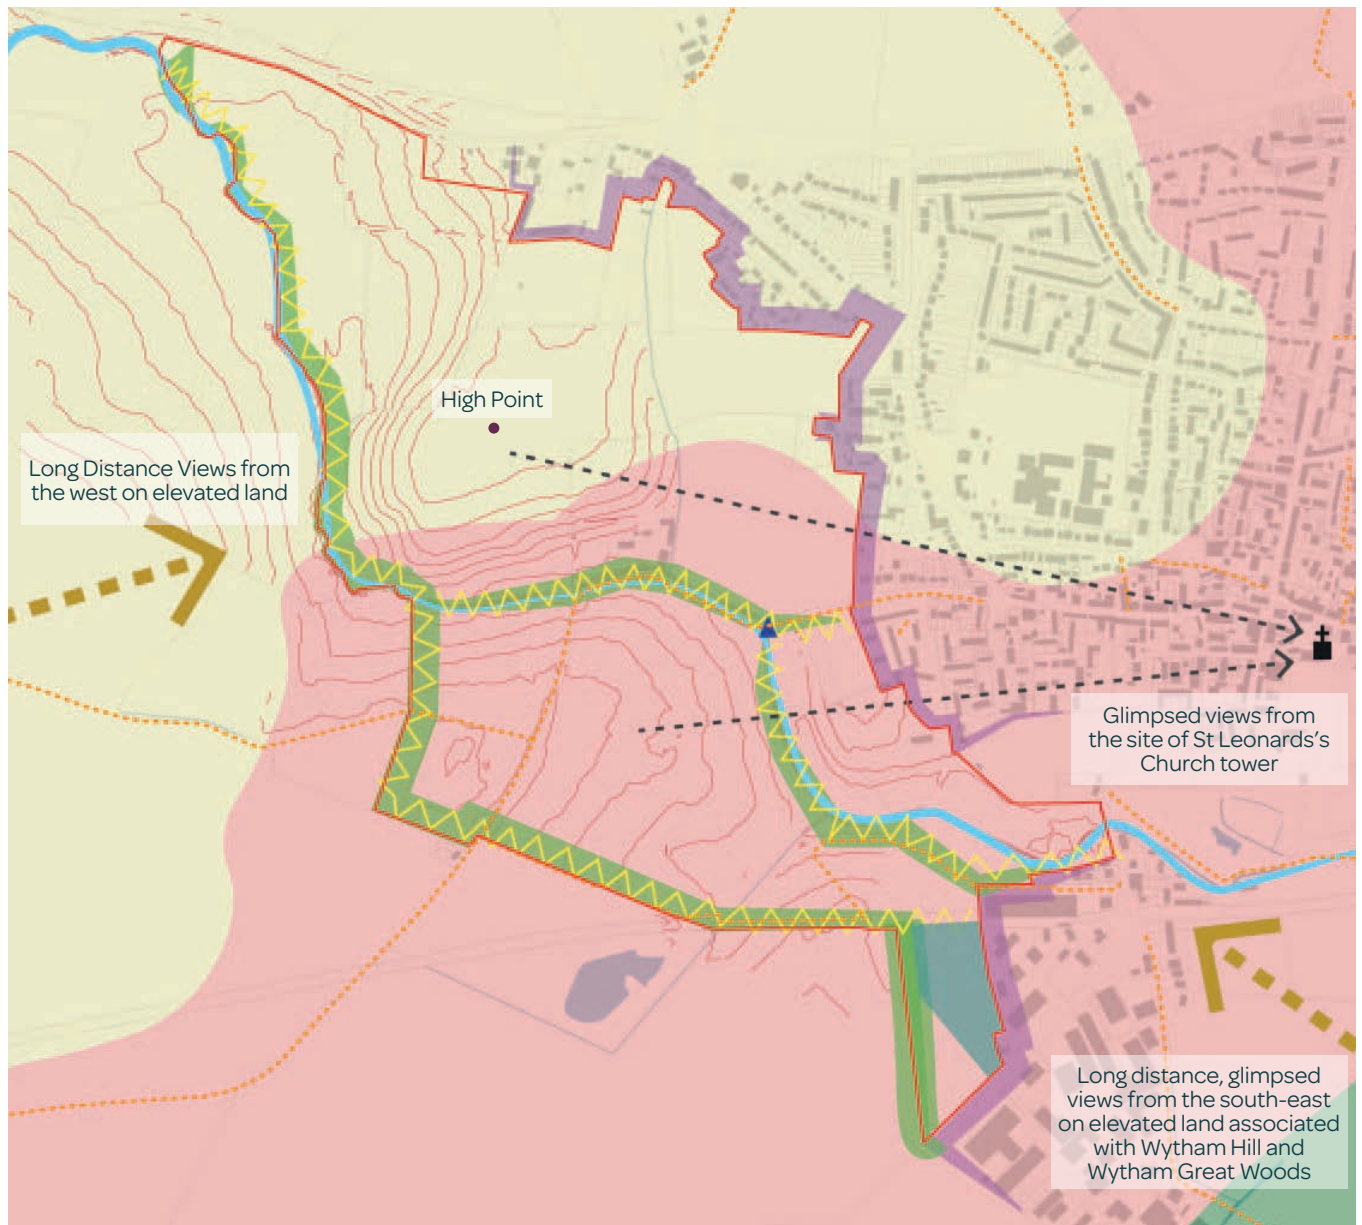 High Point
Long Distance Views from
the west on elevated land
Glimpsed views from
the site of St Leonards's
Church tower
Long distance, glimpsed
views from the south-east
on elevated land associated
with Wytham Hill and
Wytham Great Woods